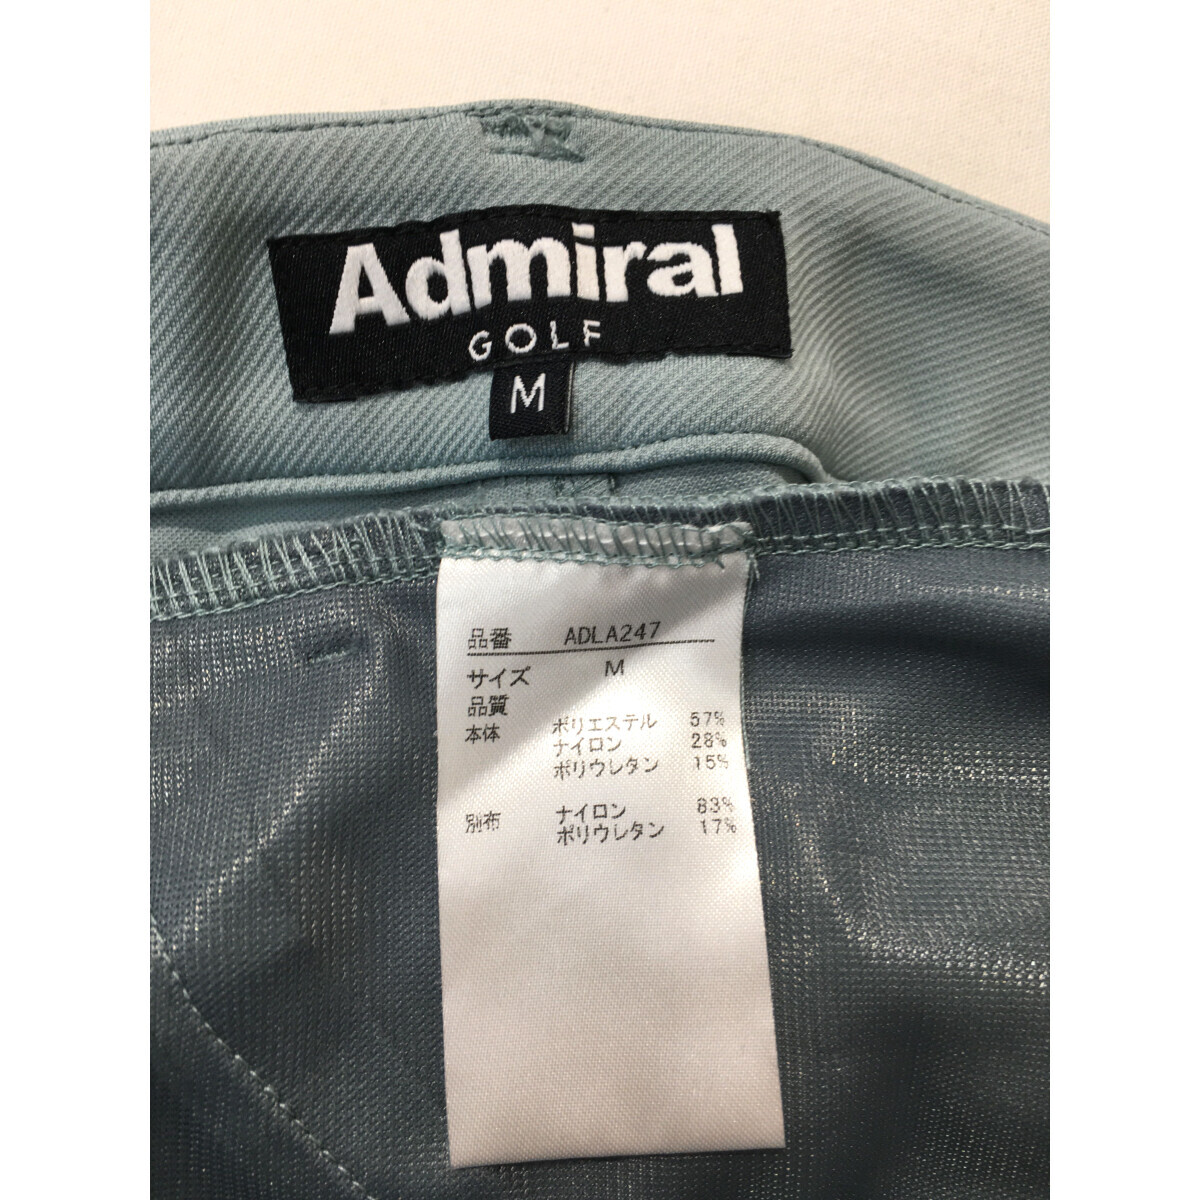 Admiral
GOLF
M
品番 ADLA247
サイズ M
品質
本体 ポリエステル 57%
ナイロン 28%
ポリウレタン 15%
別布 ナイロン 83%
ポリウレタン 17%